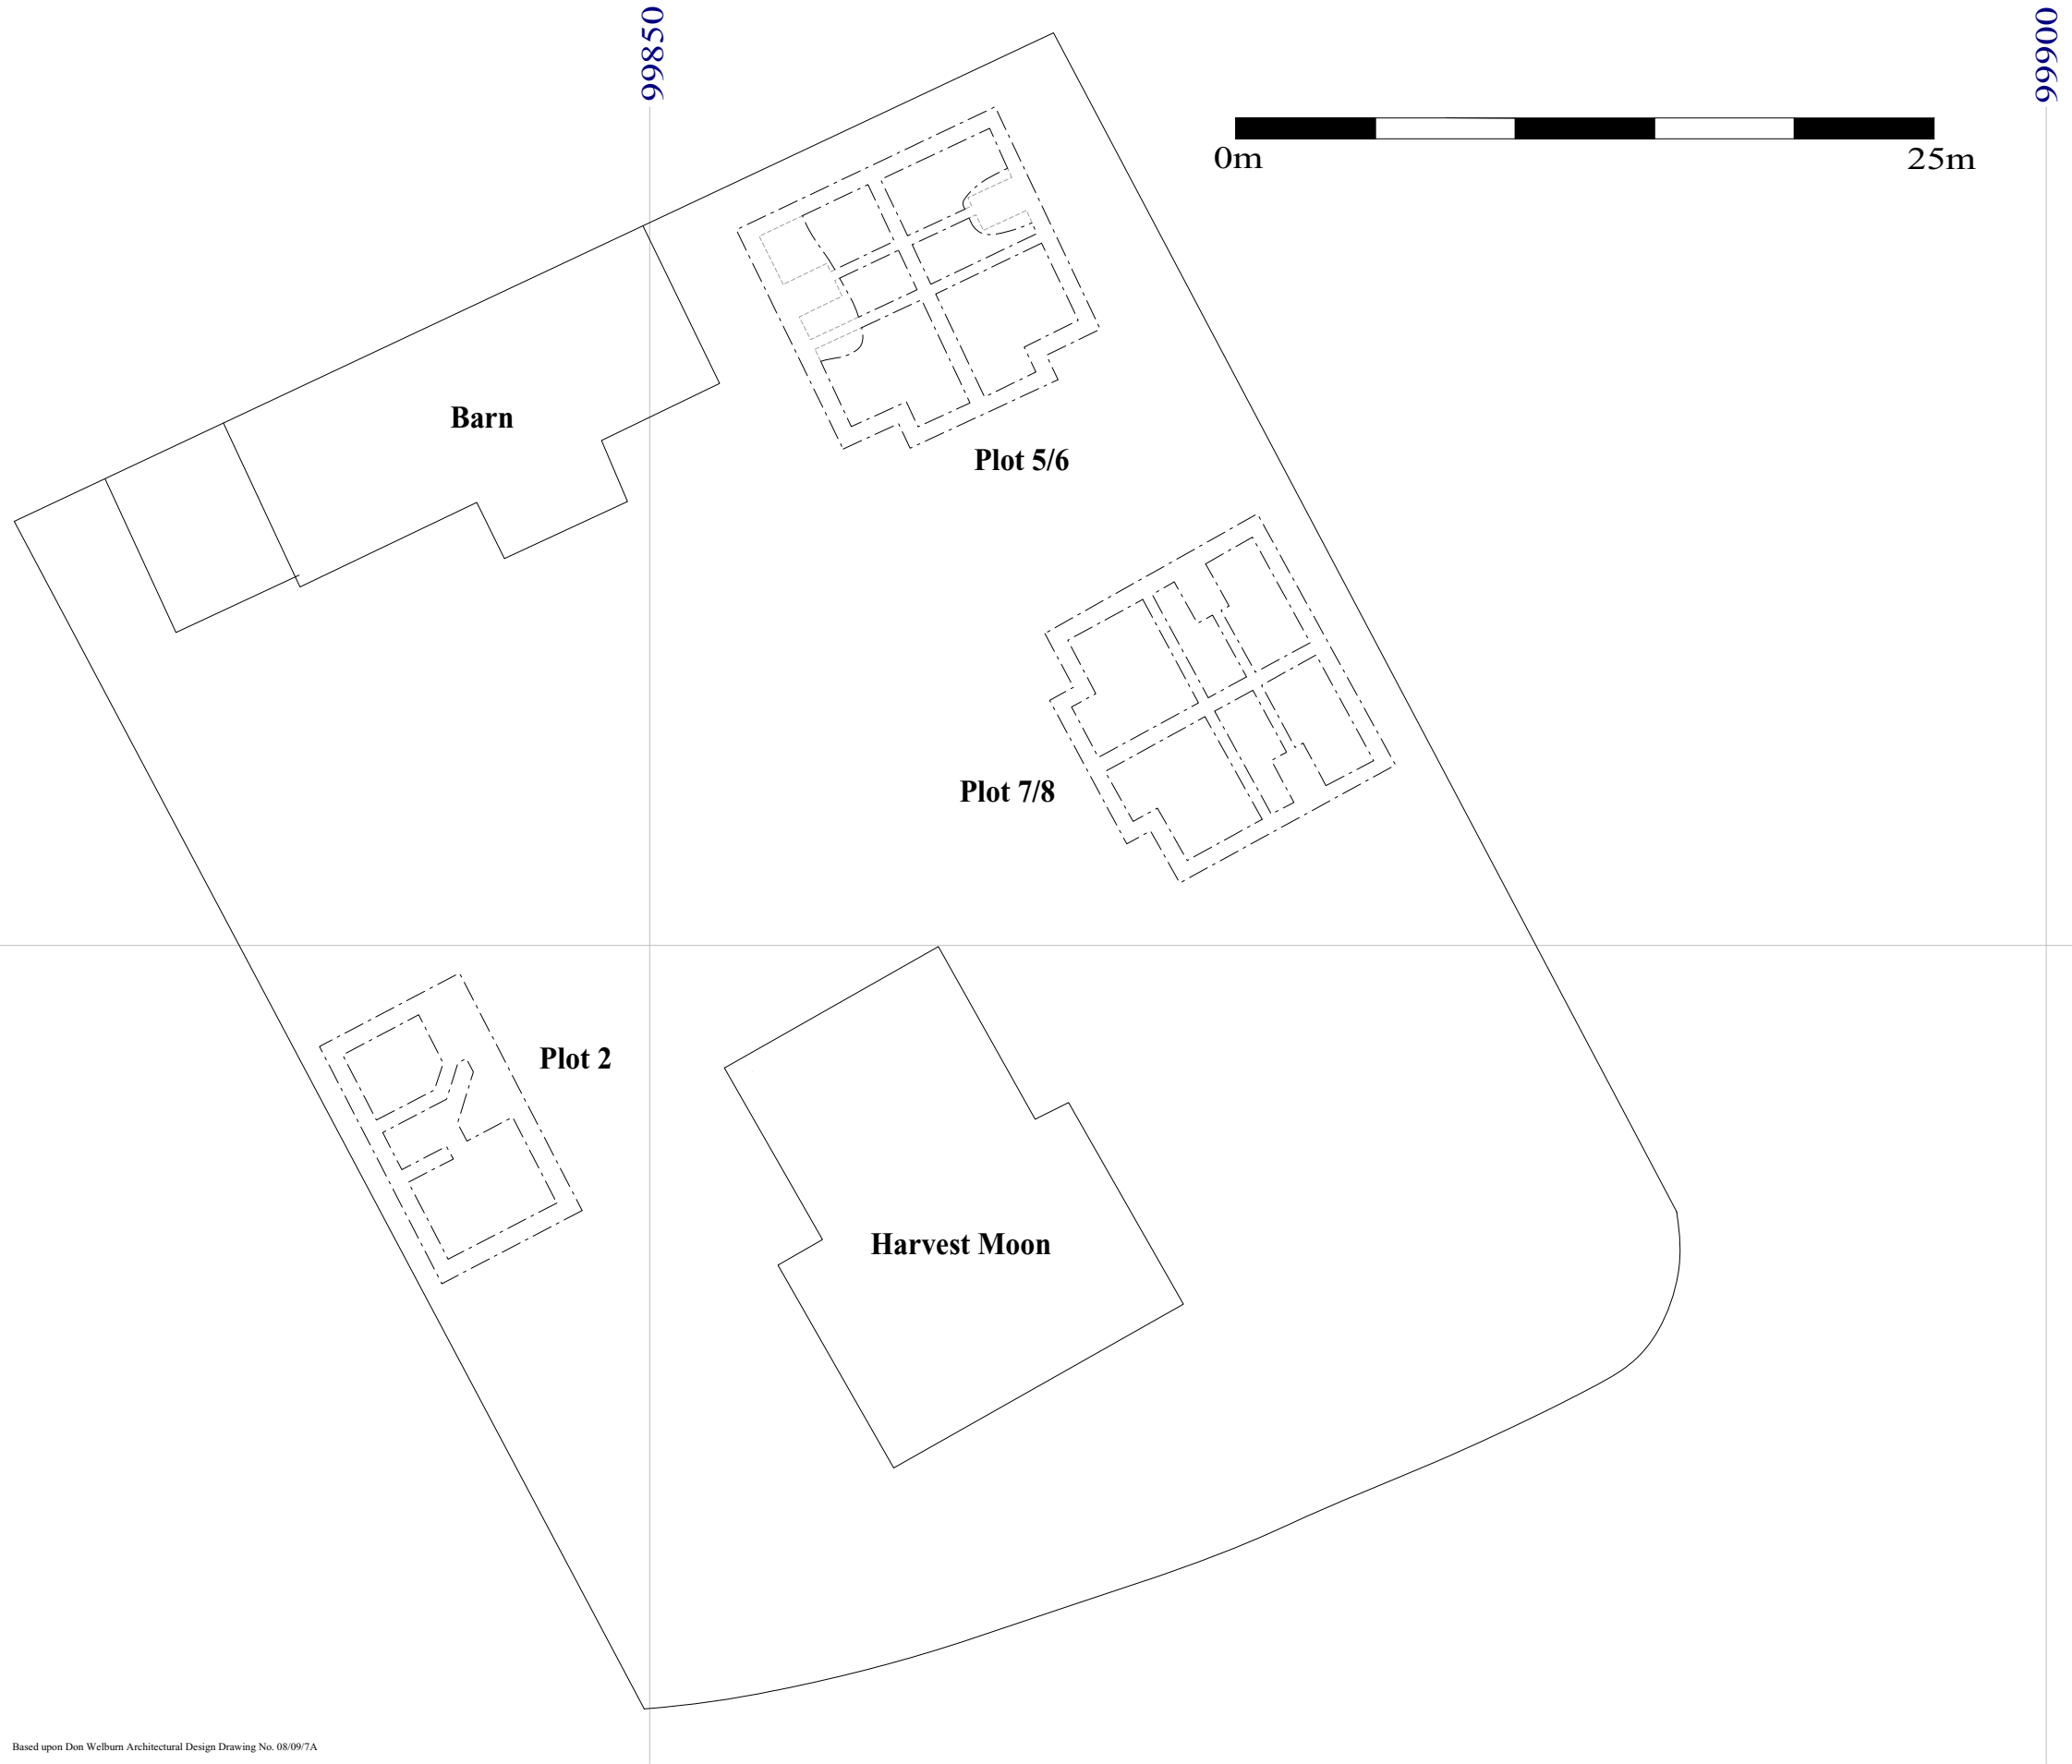 99850
99900
0m
25m
Barn
Plot 5/6
Plot 7/8
Plot 2
Harvest Moon
Based upon Don Welburn Architectural Design Drawing No. 08/09/7A